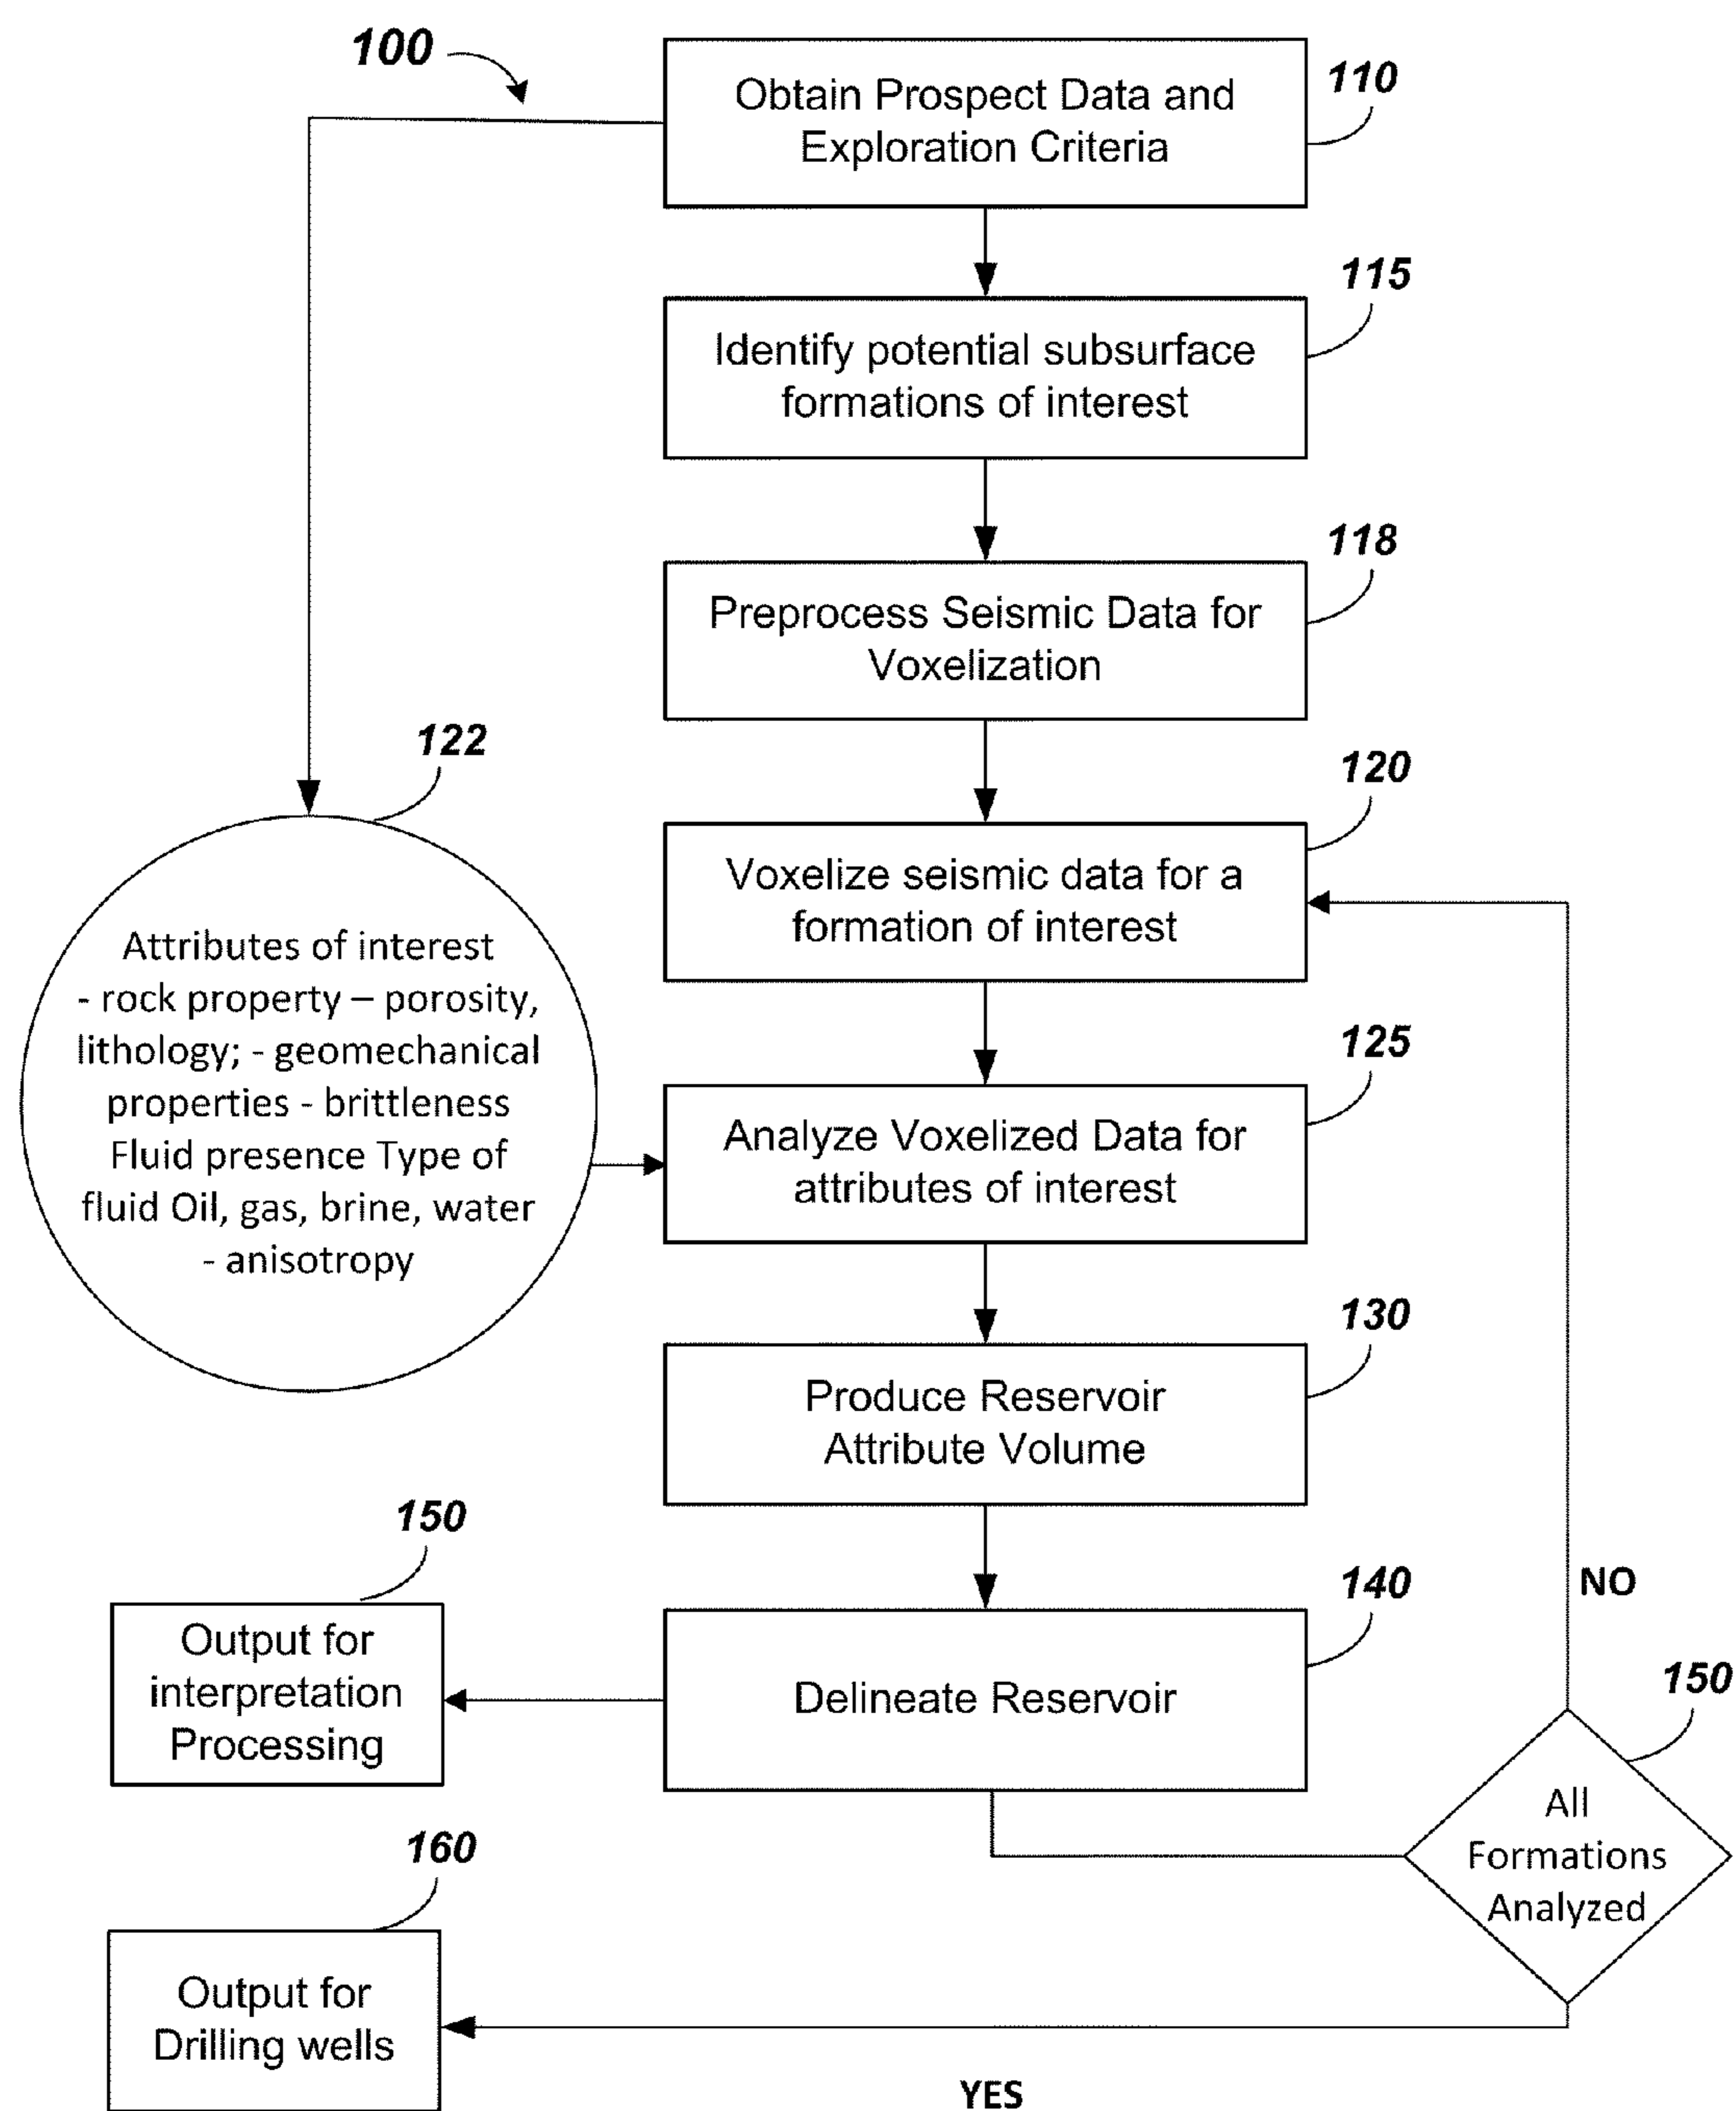 100
110
Obtain Prospect Data and
Exploration Criteria
115
Identify potential subsurface
formations of interest
118
Preprocess Seismic Data for
Voxelization
122
120
Voxelize seismic data for a
formation of interest
Attributes of interest
- rock property – porosity,
lithology; - geomechanical
properties - brittleness
Fluid presence Type of
fluid Oil, gas, brine, water
- anisotropy
125
Analyze Voxelized Data for
attributes of interest
130
Produce Reservoir
Attribute Volume
150
Output for
interpretation
Processing
140
Delineate Reservoir
NO
150
All
Formations
Analyzed
160
Output for
Drilling wells
YES